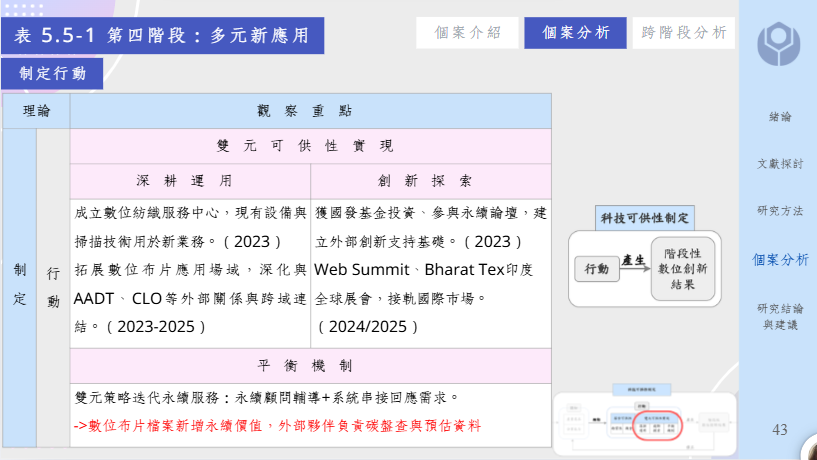 表 5.5-1 第四階段：多元新應用
個案介紹
個案分析
跨階段分析
制定行動
理論
觀察重點
雙元可供性實現
深耕運用
創新探索
制定
行動
成立數位紡織服務中心，現有設備與
掃描技術用於新業務。（2023）
拓展數位布片應用場域，深化與
AADT、CLO等外部關係與跨域連
結。（2023-2025）
獲國發基金投資、參與永續論壇，建
立外部創新支持基礎。（2023）
Web Summit、Bharat Tex印度
全球展會，接軌國際市場。
（2024/2025）
平衡機制
雙元策略迭代永續服務：永續顧問輔導+系統串接回應需求。
->數位布片檔案新增永續價值，外部夥伴負責碳盤查與預估資料
科技可供性制定
行動
產生
階段性
數位創新
結果
緒論
文獻探討
研究方法
個案分析
研究結論
與建議
43